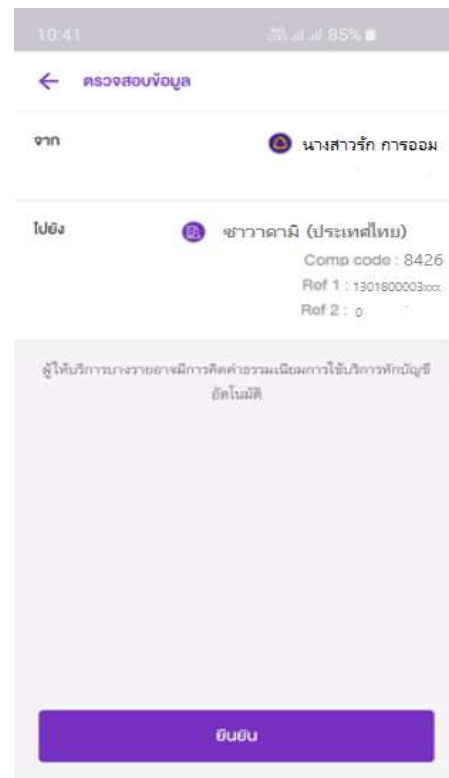 10:41
85%
ตรวจสอบข้อมูล
จาก
นางสาวรัก การออม
ไปยัง
ซาวาคามิ (ประเทศไทย)
Comp code : 8426
Ref 1 : 1301800003xxx
Ref 2 : 0
ผู้ให้บริการบางรายอาจมีการคิดค่าธรรมเนียมการใช้บริการหักบัญชี
อัตโนมัติ
ยืนยัน